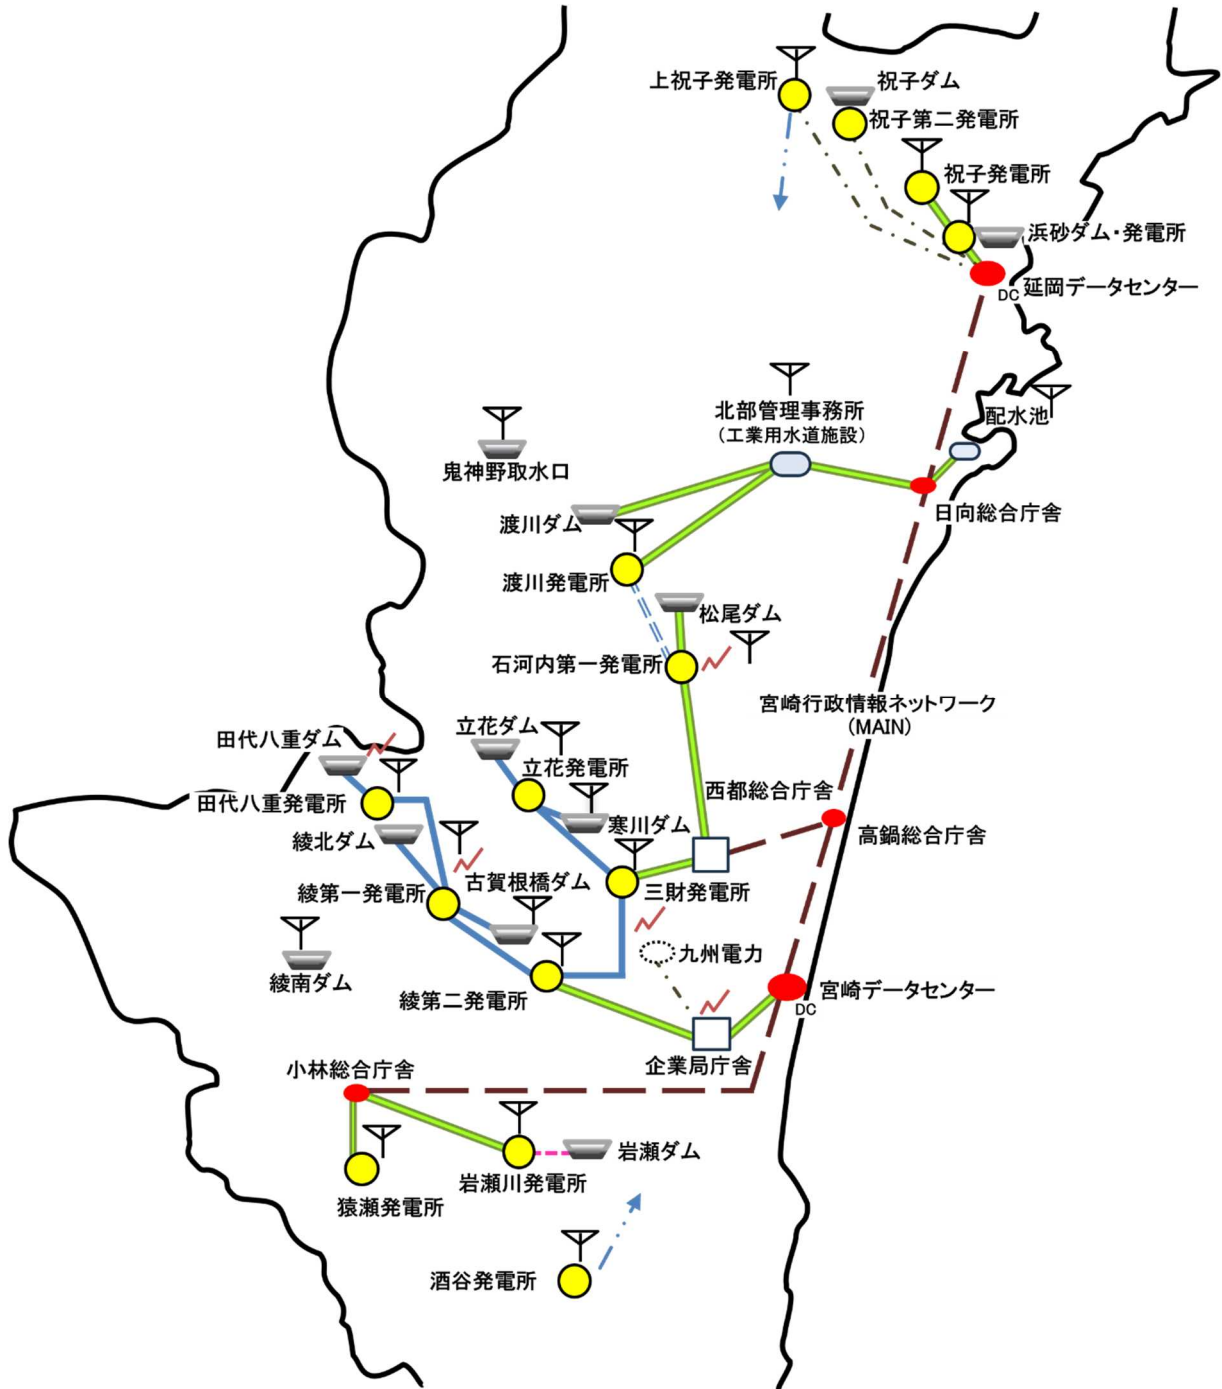 上祝子発電所
祝子ダム
祝子第二発電所
祝子発電所
浜砂ダム・発電所
DC 延岡データセンター
北部管理事務所
（工業用水道施設）
配水池
鬼神野取水口
渡川ダム
日向総合庁舎
渡川発電所
松尾ダム
石河内第一発電所
宮崎行政情報ネットワーク
(MAIN)
田代八重ダム
立花ダム
立花発電所
田代八重発電所
西都総合庁舎
綾北ダム
寒川ダム
高鍋総合庁舎
綾第一発電所
古賀根橋ダム
三財発電所
九州電力
綾南ダム
綾第二発電所
宮崎データセンター
DC
企業局庁舎
小林総合庁舎
岩瀬ダム
岩瀬川発電所
猿瀬発電所
酒谷発電所